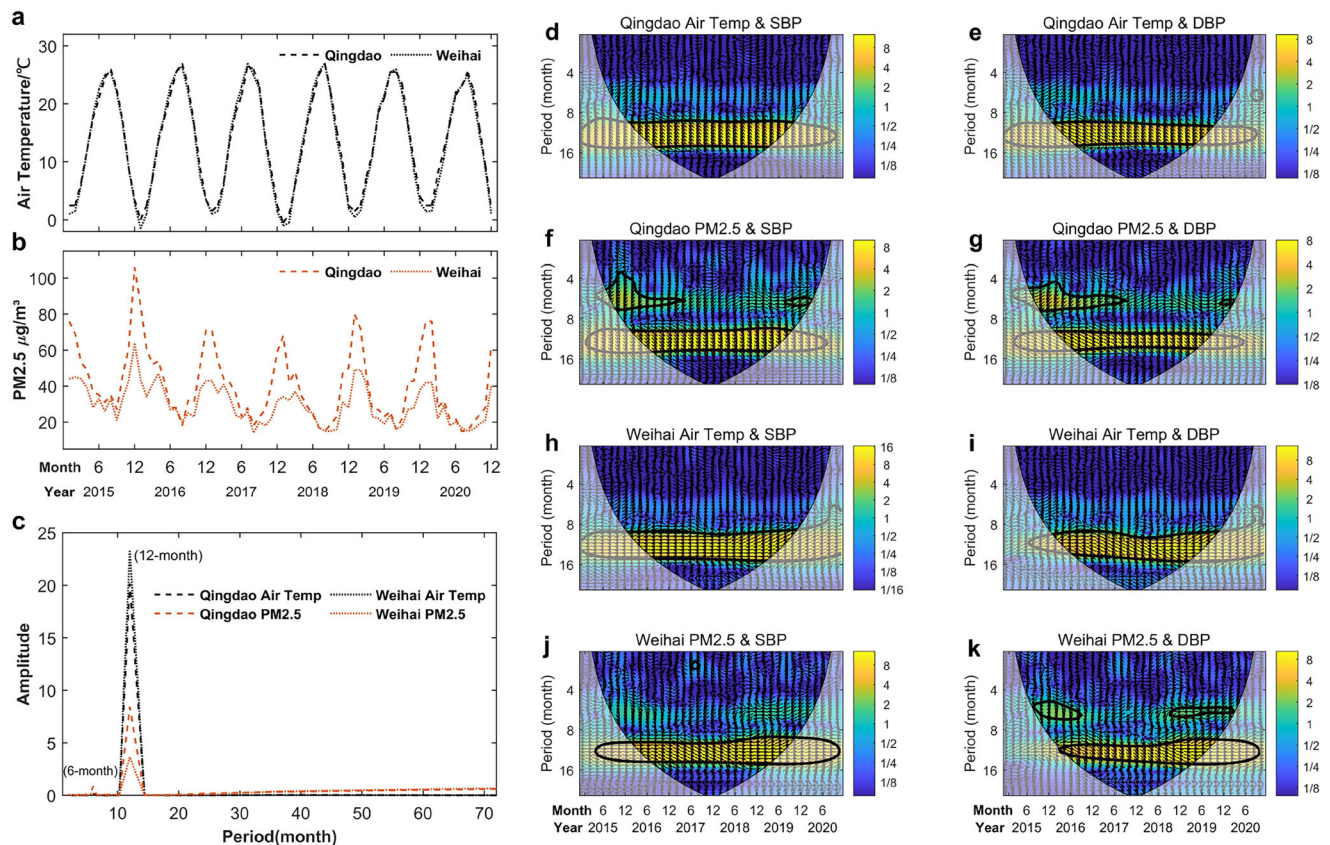 a
30
20
10
0
Air Temperature/℃
Qingdao Weihai
b
100
80
60
40
20
PM2.5 μg/m³
Qingdao Weihai
Month 6 12 6 12 6 12 6 12 6 12 6 12
Year 2015 2016 2017 2018 2019 2020
c
25
20
15
10
5
0
Amplitude
(12-month)
Qingdao Air Temp Weihai Air Temp
Qingdao PM2.5 Weihai PM2.5
(6-month)
10 20 30 40 50 60 70
Period(month)
d
Qingdao Air Temp & SBP
Period (month)
4
8
16
8
4
2
1
1/2
1/4
1/8
e
Qingdao Air Temp & DBP
Period (month)
4
8
16
8
4
2
1
1/2
1/4
1/8
f
Qingdao PM2.5 & SBP
Period (month)
4
8
16
8
4
2
1
1/2
1/4
1/8
g
Qingdao PM2.5 & DBP
Period (month)
4
8
16
8
4
2
1
1/2
1/4
1/8
h
Weihai Air Temp & SBP
Period (month)
4
8
16
16
8
4
2
1
1/2
1/4
1/8
1/16
i
Weihai Air Temp & DBP
Period (month)
4
8
16
8
4
2
1
1/2
1/4
1/8
j
Weihai PM2.5 & SBP
Period (month)
4
8
16
8
4
2
1
1/2
1/4
1/8
Month 6 12 6 12 6 12 6 12 6 12 6
Year 2015 2016 2017 2018 2019 2020
k
Weihai PM2.5 & DBP
Period (month)
4
8
16
8
4
2
1
1/2
1/4
1/8
Month 6 12 6 12 6 12 6 12 6 12 6
Year 2015 2016 2017 2018 2019 2020